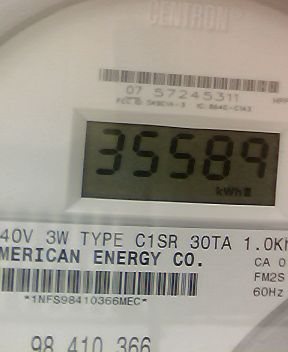 CENTRON
07 57245311
35589
kWh
40V 3W TYPE C1SR 30TA 1.0Kh
MERICAN ENERGY CO.
CA 0
FM2S
60Hz
*1NFS98410366MEC*
98 410 366